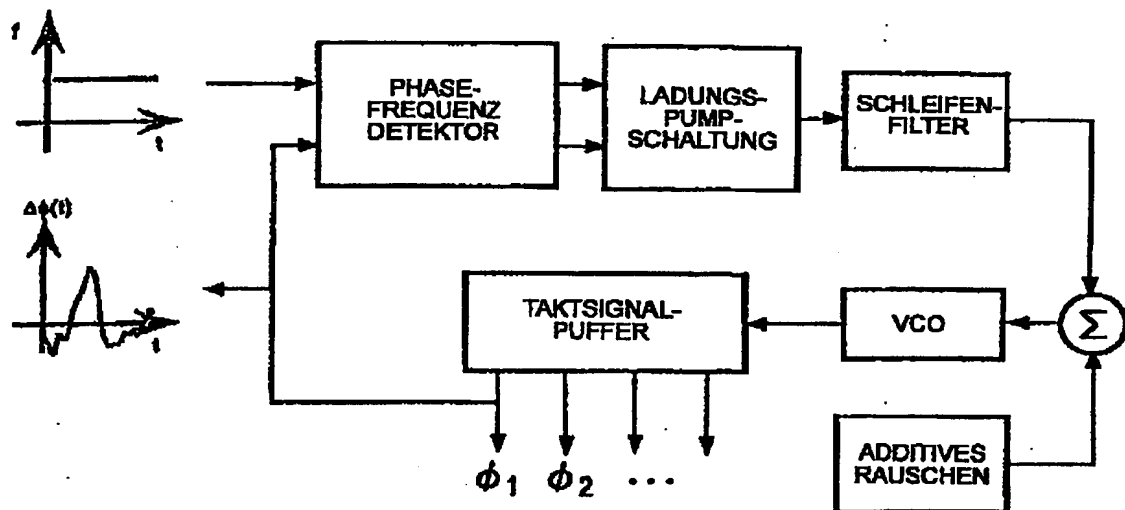 f
t
PHASE-
FREQUENZ
DETEKTOR
LADUNGS-
PUMP-
SCHALTUNG
SCHLEIFEN-
FILTER
Δϕ(t)
t
TAKTSIGNAL-
PUFFER
VCO
Σ
ADDITIVES
RAUSCHEN
ϕ1 ϕ2 ...